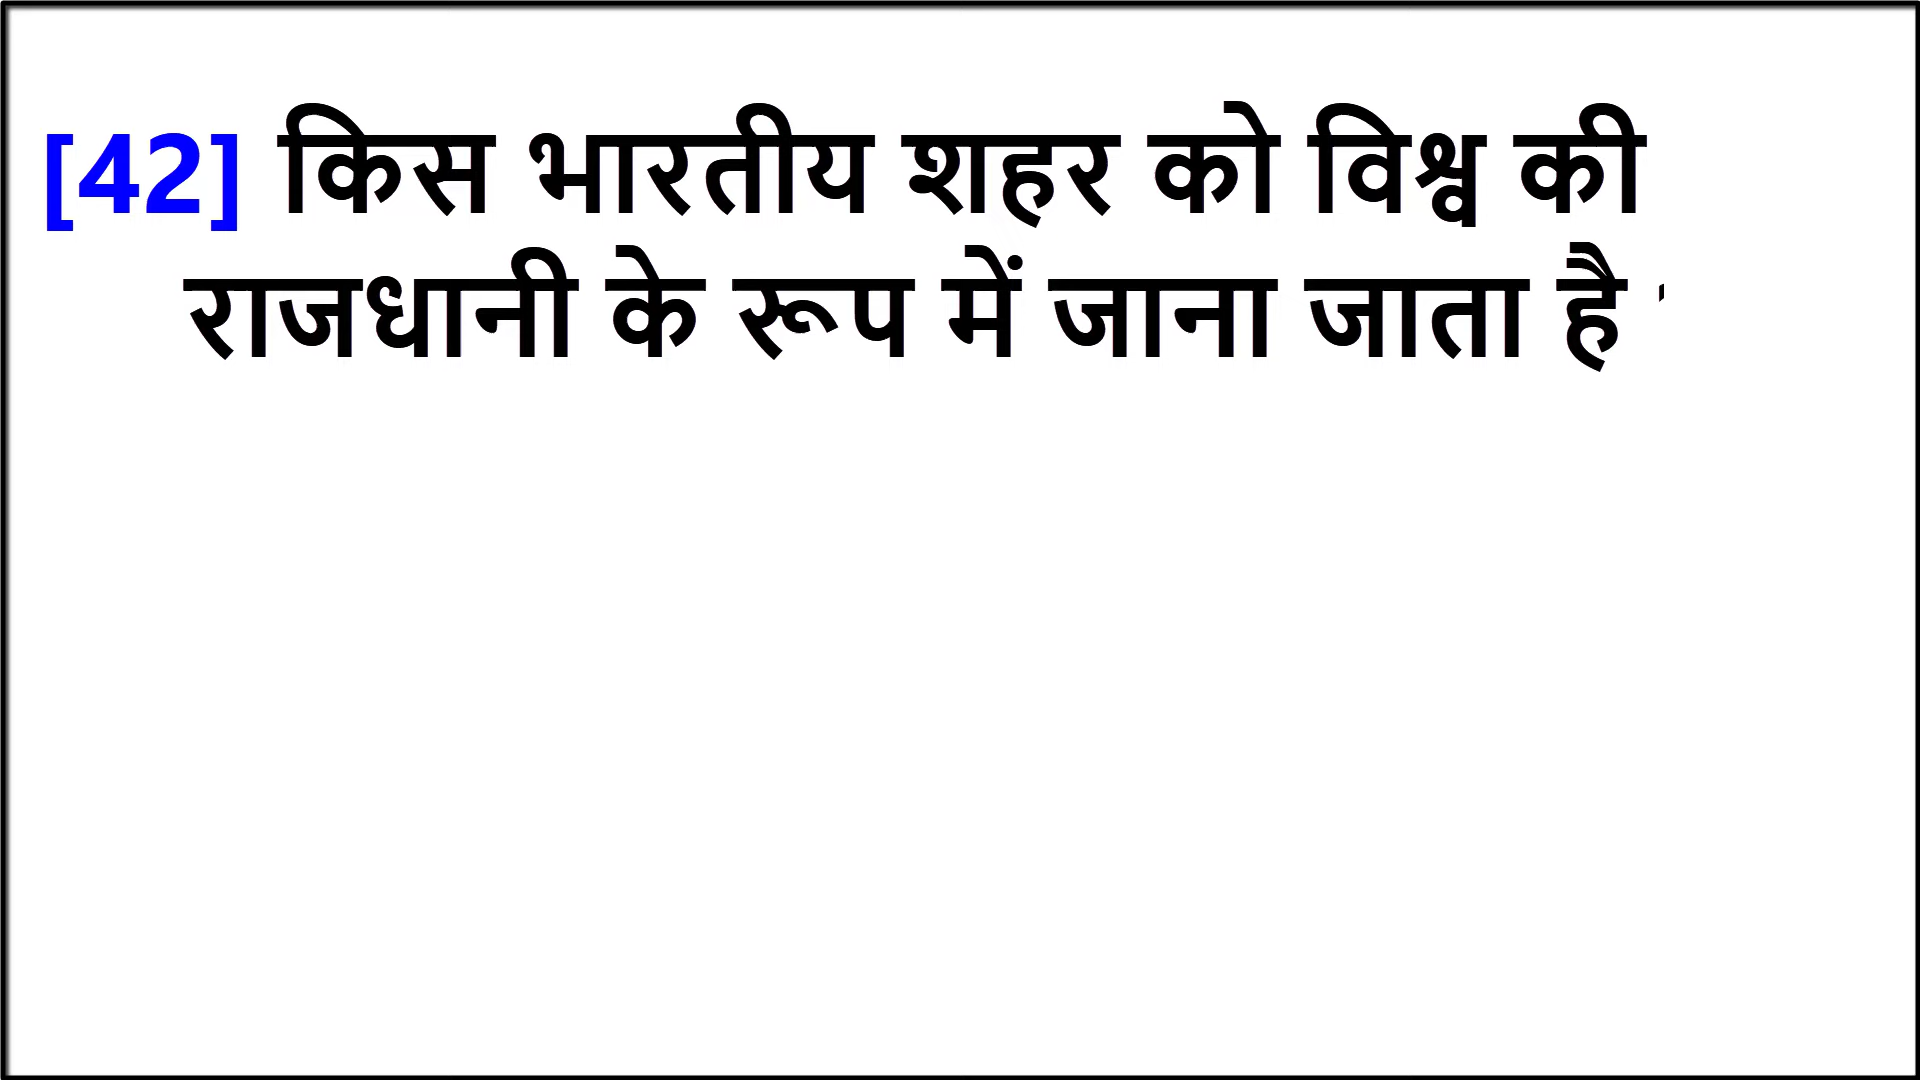 [42] किस भारतीय शहर को विश्व की
राजधानी के रूप में जाना जाता है